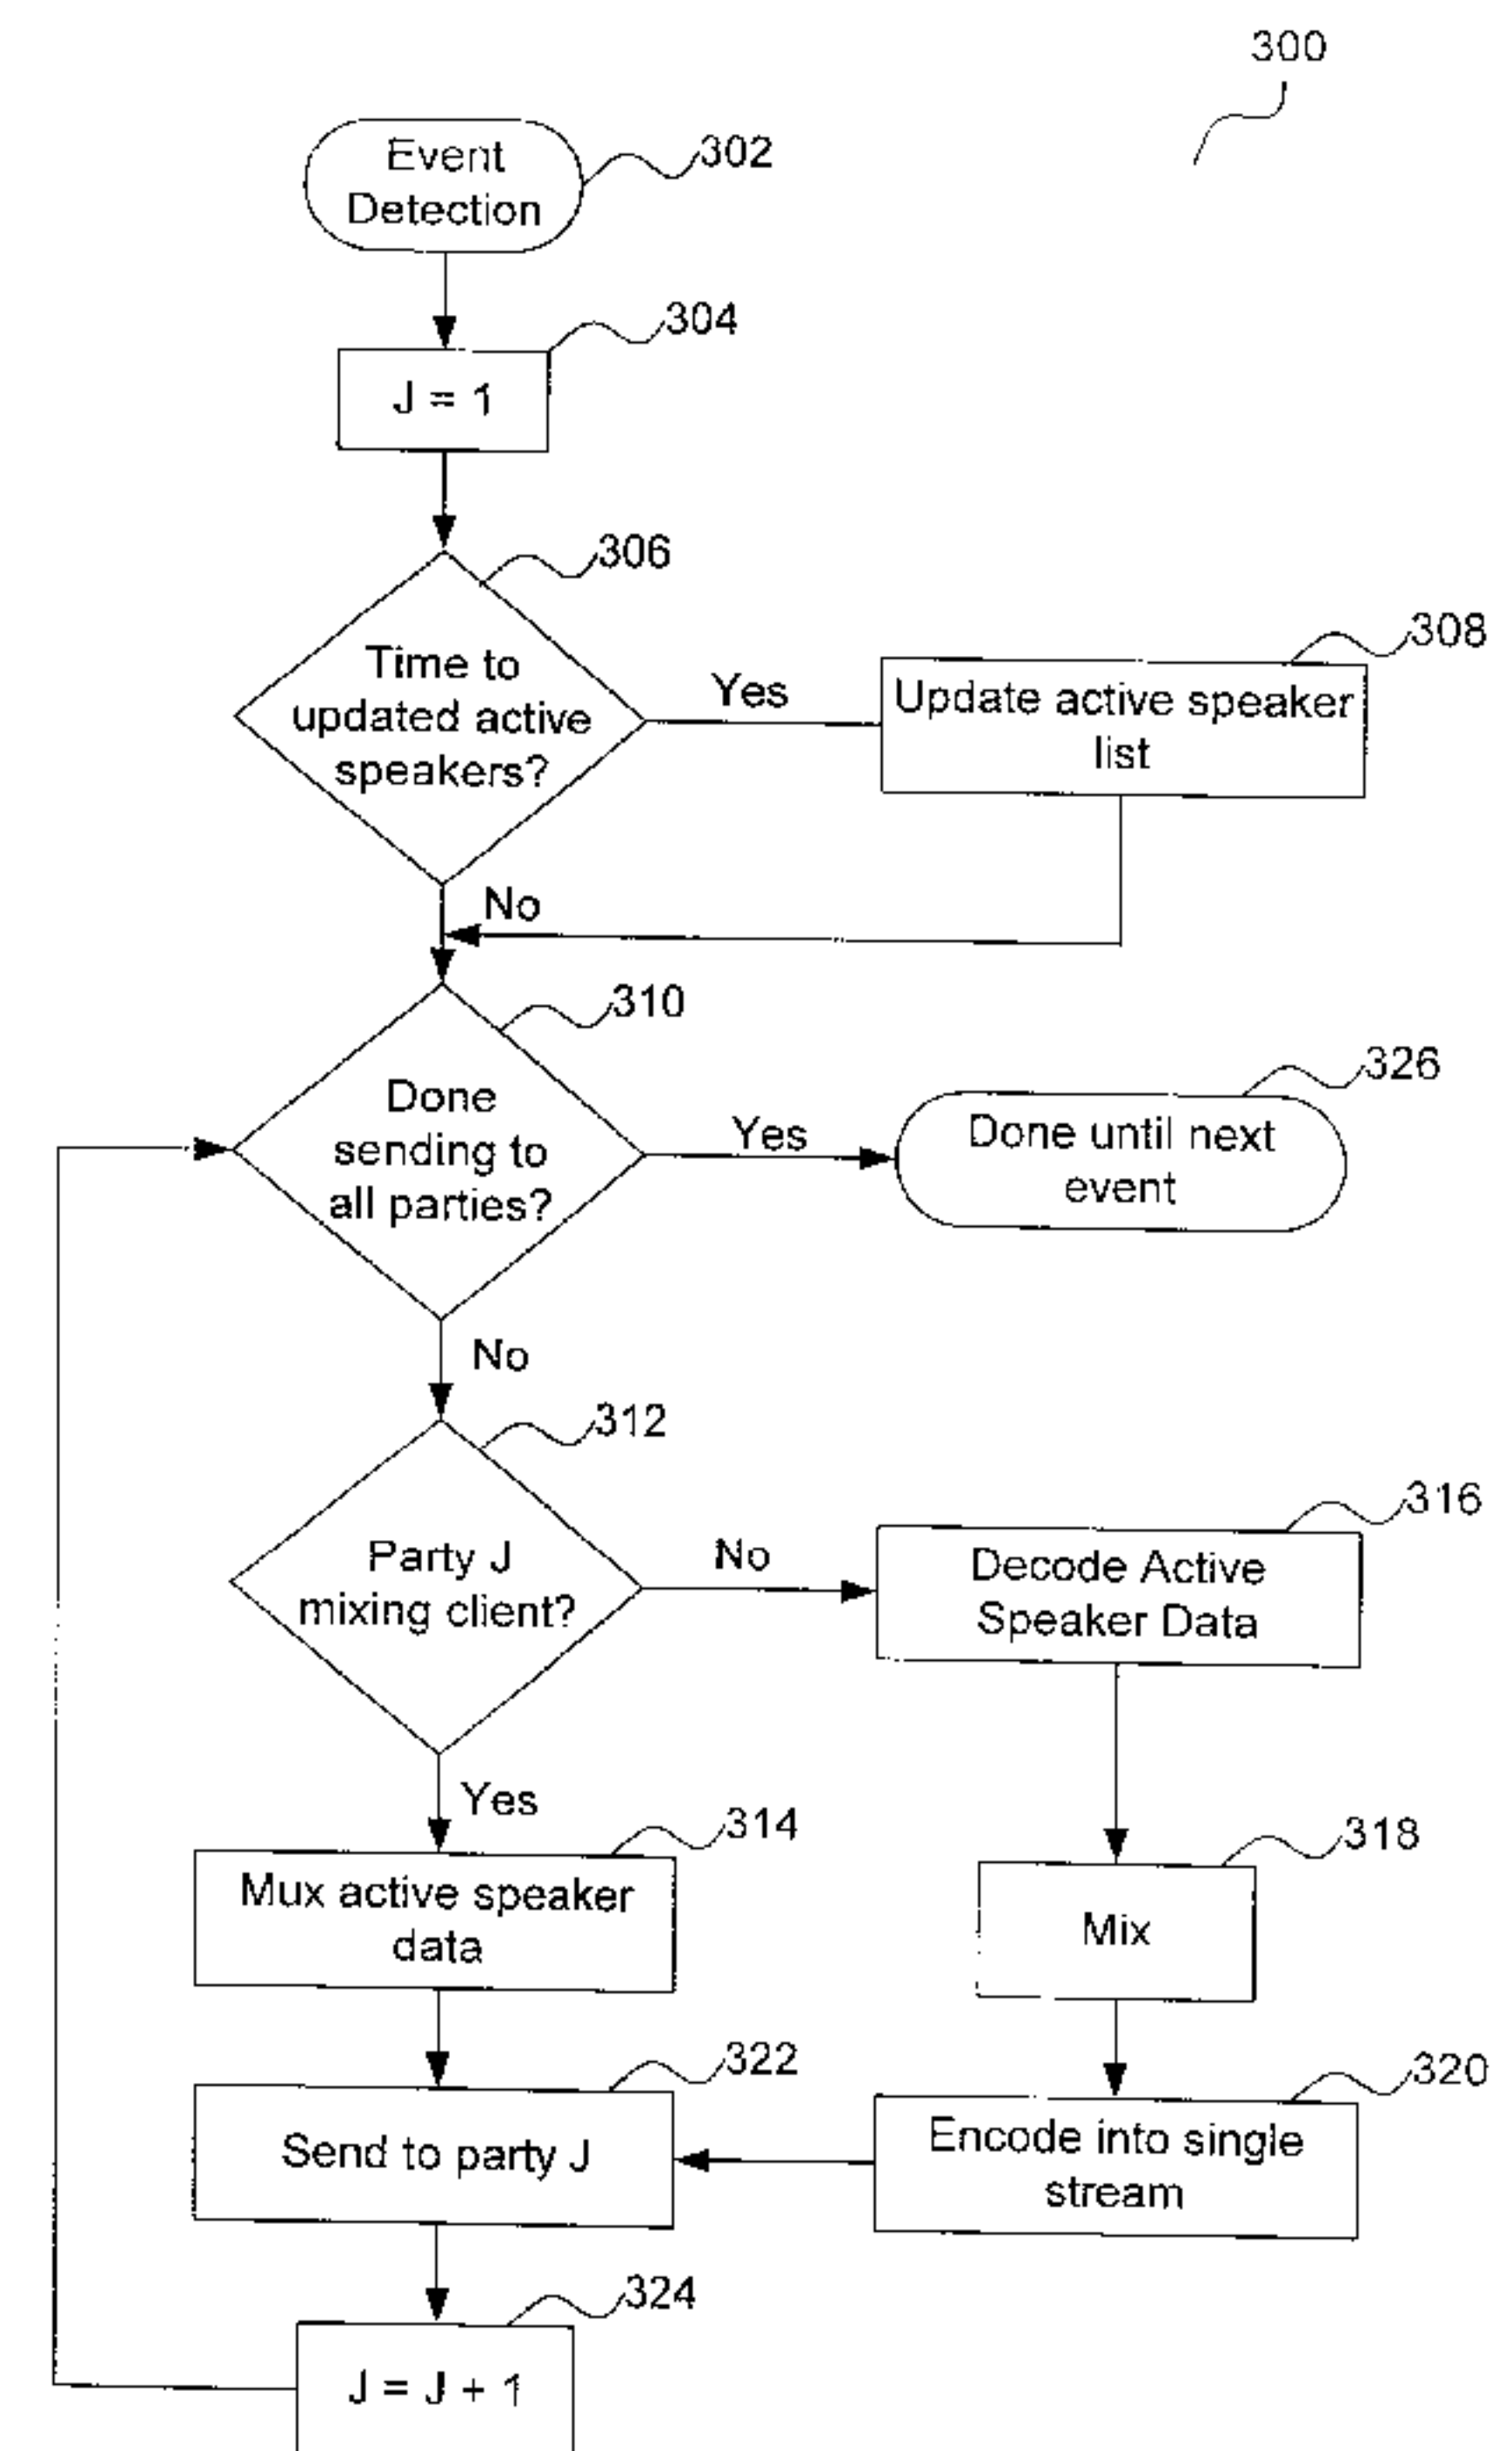 300
Event
Detection
302
304
J = 1
306
Time to
updated active
speakers?
Yes
308
Update active speaker
list
No
310
Done
sending to
all parties?
Yes
326
Done until next
event
No
312
Party J
mixing client?
No
316
Decode Active
Speaker Data
Yes
314
Mux active speaker
data
318
Mix
322
Send to party J
320
Encode into single
stream
324
J = J + 1